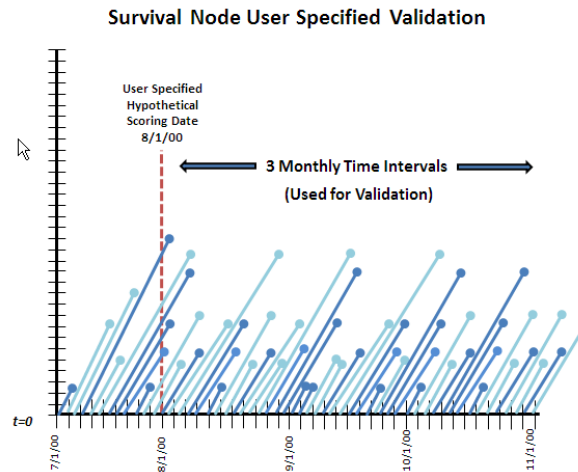 Survival Node User Specified Validation
User Specified
Hypothetical
Scoring Date
8/1/00
3 Monthly Time Intervals
(Used for Validation)
t=0
7/1/00
8/1/00
9/1/00
10/1/00
11/1/00